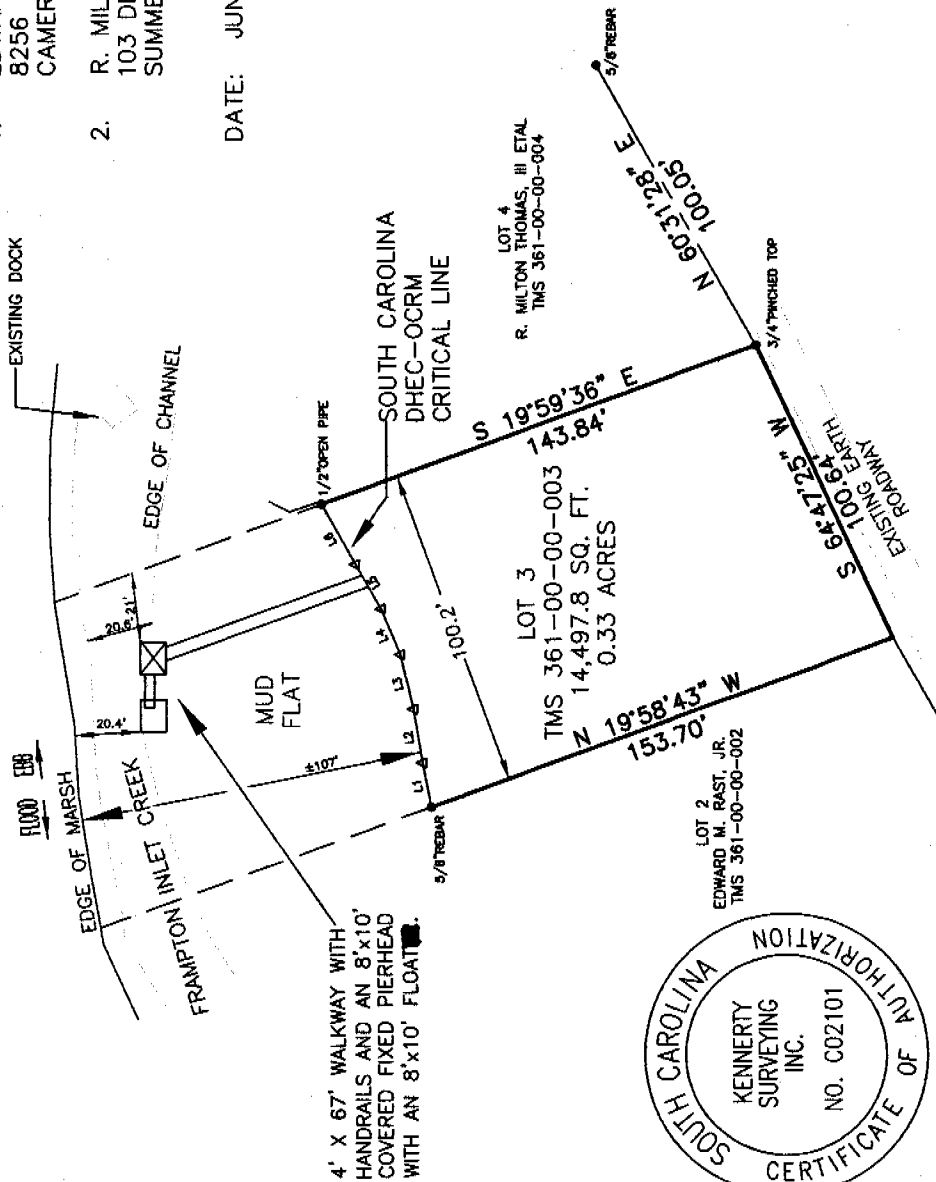 8256
CAMER
2. R. MIL
103 D
SUMME
DATE: JUN
EXISTING DOCK
EDGE OF CHANNEL
SOUTH CAROLINA
DHEC-OCRM
CRITICAL LINE
LOT 4
R. MILTON THOMAS, III ETAL
TMS 361-00-00-004
5/8"REBAR
N 60°31'28" E
100.05'
3/4"PINCHED TOP
1/2"OPEN PIPE
S 19°59'36" E
143.84'
S 64°47'25" W
100.64'
EXISTING EARTH
ROADWAY
LOT 3
TMS 361-00-00-003
14,497.8 SQ. FT.
0.33 ACRES
100.2'
N 19°58'43" W
153.70'
L1
L2
L3
L4
L5
L6
MUD
FLAT
±107'
20.6'
21'
20.4'
FLOOD EBB
EDGE OF MARSH
FRAMPTON INLET CREEK
5/8"REBAR
LOT 2
EDWARD M. RAST, JR.
TMS 361-00-00-002
4' X 67' WALKWAY WITH
HANDRAILS AND AN 8'x10'
COVERED FIXED PIERHEAD
WITH AN 8'x10' FLOAT.
SOUTH CAROLINA
CERTIFICATE OF AUTHORIZATION
KENNERTY
SURVEYING
INC.
NO. C02101